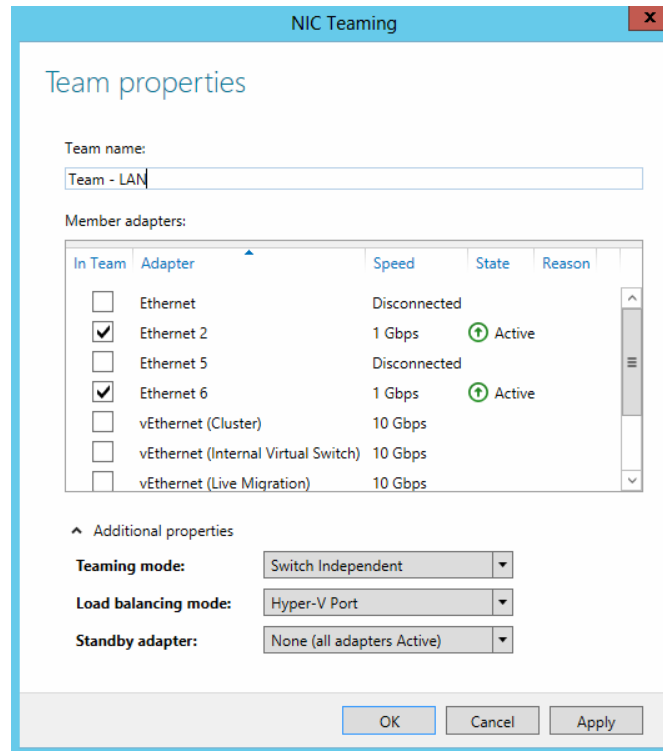 NIC Teaming
x
Team properties
Team name:
Team - LAN
Member adapters:
In Team Adapter Speed State Reason
Ethernet Disconnected
Ethernet 2 1 Gbps Active
Ethernet 5 Disconnected
Ethernet 6 1 Gbps Active
vEthernet (Cluster) 10 Gbps
vEthernet (Internal Virtual Switch) 10 Gbps
vEthernet (Live Migration) 10 Gbps
Additional properties
Teaming mode: Switch Independent
Load balancing mode: Hyper-V Port
Standby adapter: None (all adapters Active)
OK Cancel Apply